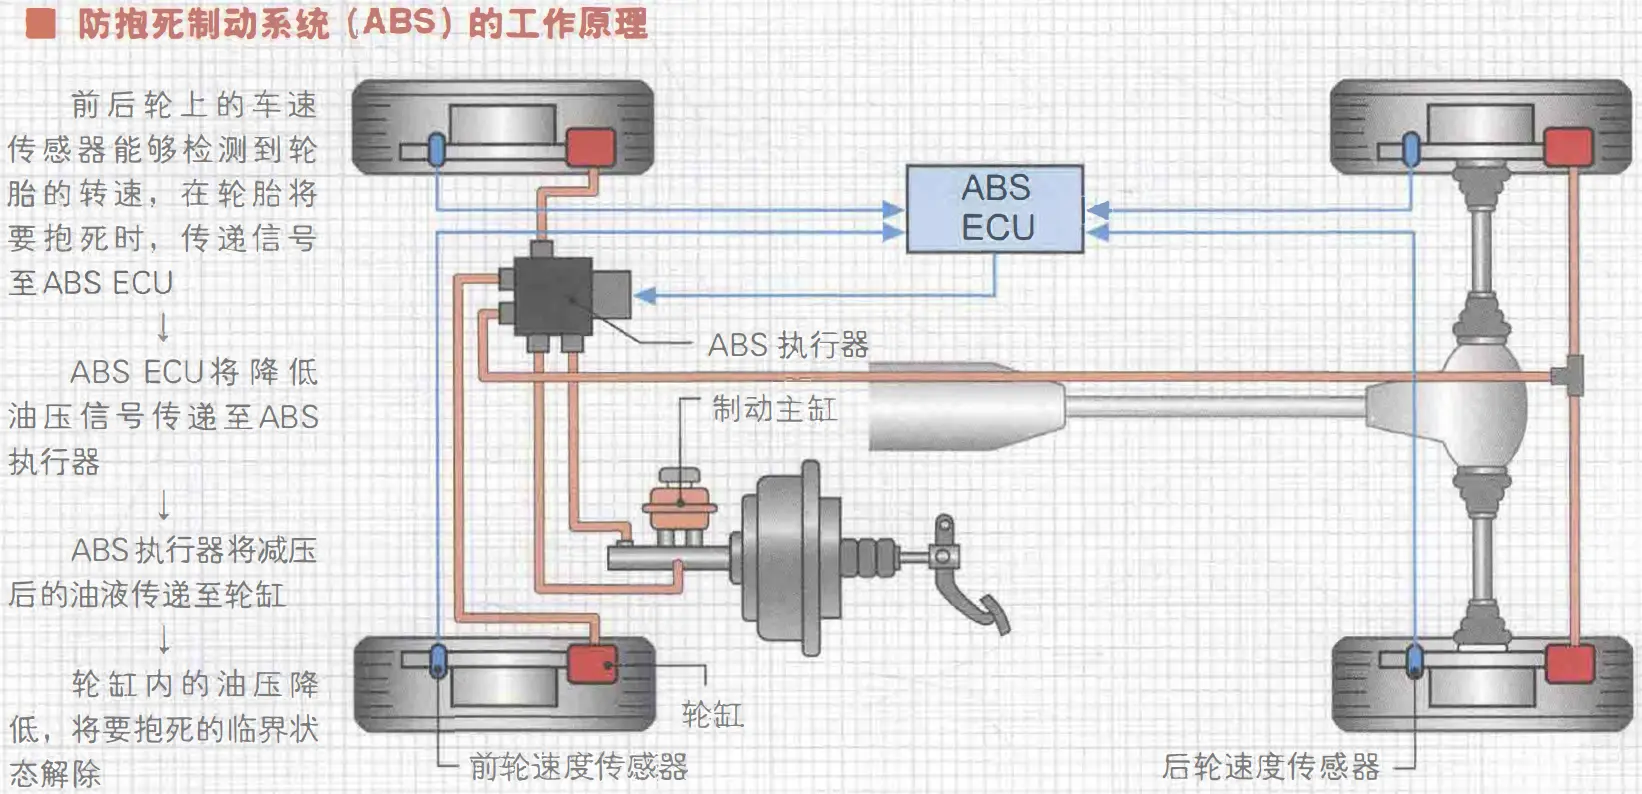 防抱死制动系统（ABS）的工作原理
前后轮上的车速
传感器能够检测到轮
胎的转速，在轮胎将
要抱死时，传递信号
至ABS ECU
↓
ABS ECU将降低
油压信号传递至ABS
执行器
↓
ABS执行器将减压
后的油液传递至轮缸
↓
轮缸内的油压降
低，将要抱死的临界状
态解除
ABS
ECU
ABS 执行器
制动主缸
轮缸
前轮速度传感器
后轮速度传感器